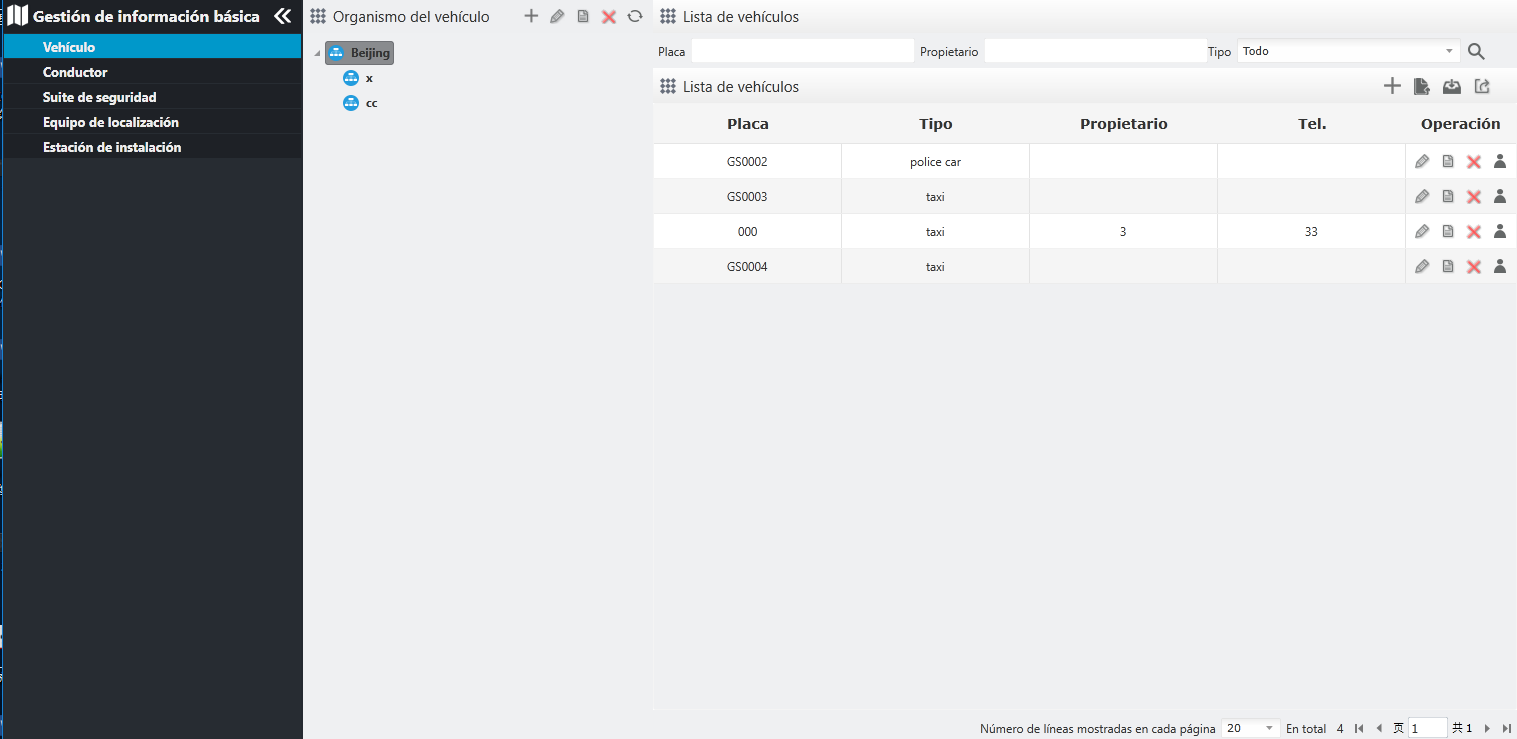 Gestión de información básica
Vehículo
Conductor
Suite de seguridad
Equipo de localización
Estación de instalación
Organismo del vehículo
Beijing
x
cc
Lista de vehículos
Placa Propietario Tipo Todo
Lista de vehículos
Placa Tipo Propietario Tel. Operación
GS0002 police car
GS0003 taxi
000 taxi 3 33
GS0004 taxi
Número de líneas mostradas en cada página 20 En total 4 页 1 共 1